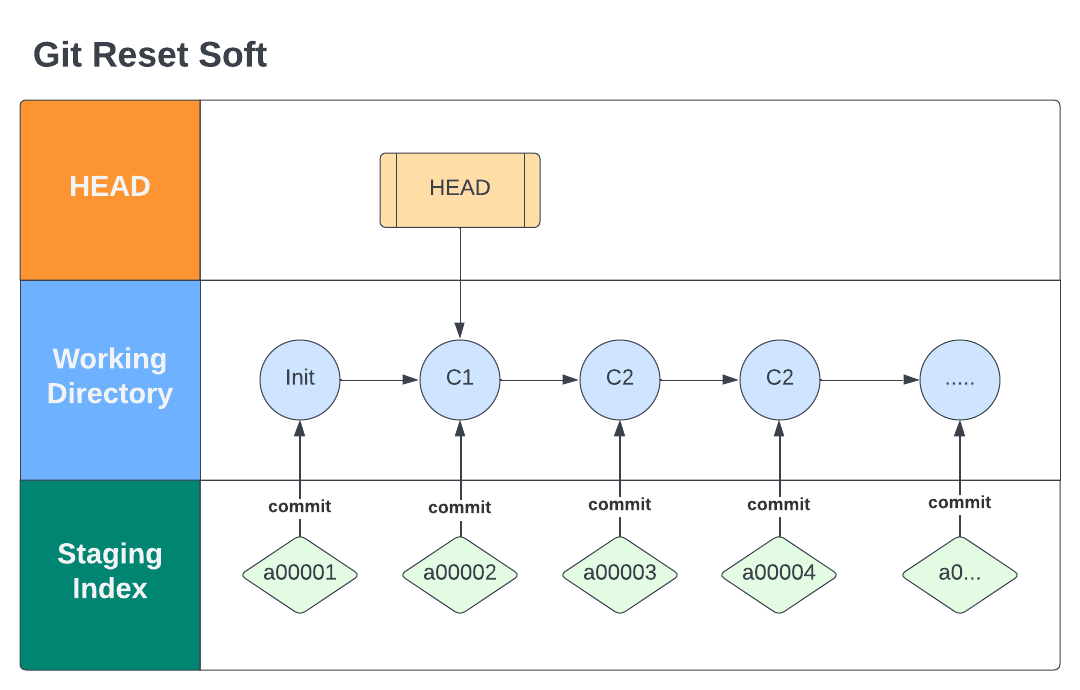 Git Reset Soft
HEAD
HEAD
Working
Directory
Init
C1
C2
C2
.....
commit
commit
commit
commit
commit
Staging
Index
a00001
a00002
a00003
a00004
a0...